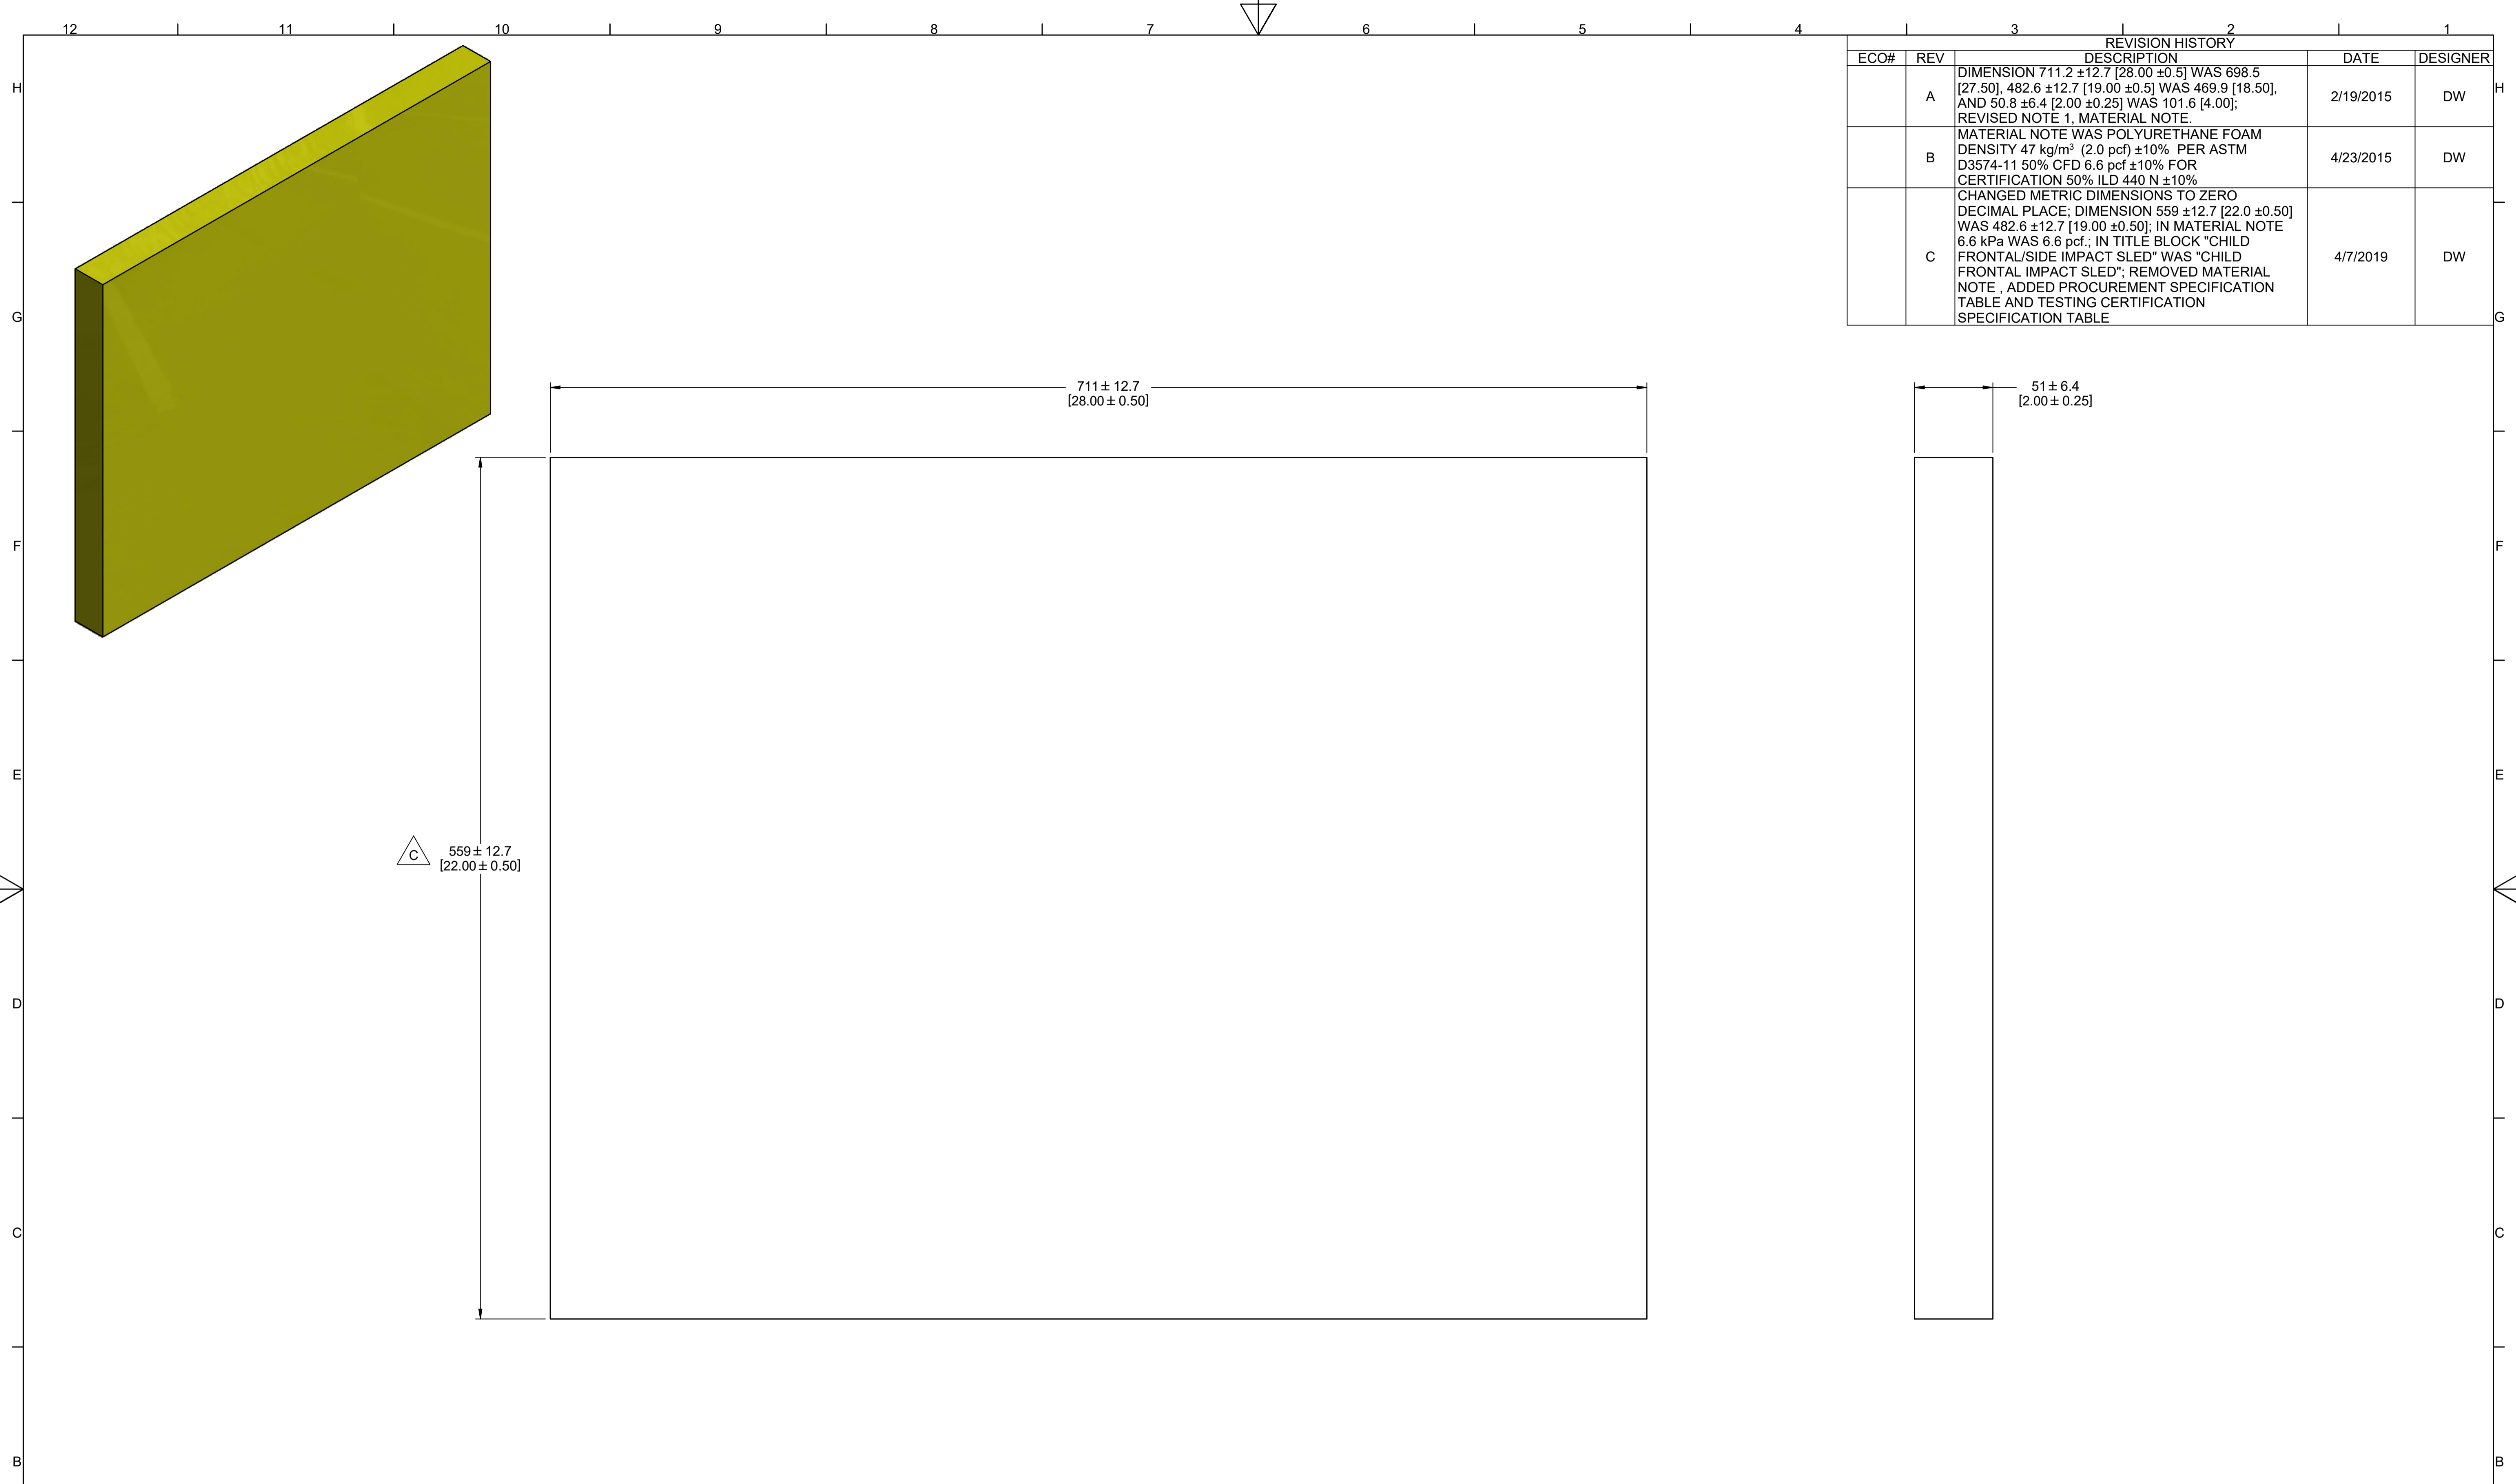 12 11 10 9 8 7 6 5 4 3 2 1
REVISION HISTORY
ECO# REV DESCRIPTION DATE DESIGNER
A DIMENSION 711.2 ±12.7 [28.00 ±0.5] WAS 698.5
[27.50], 482.6 ±12.7 [19.00 ±0.5] WAS 469.9 [18.50],
AND 50.8 ±6.4 [2.00 ±0.25] WAS 101.6 [4.00];
REVISED NOTE 1, MATERIAL NOTE.
2/19/2015 DW
B MATERIAL NOTE WAS POLYURETHANE FOAM
DENSITY 47 kg/m³ (2.0 pcf) ±10% PER ASTM
D3574-11 50% CFD 6.6 pcf ±10% FOR
CERTIFICATION 50% ILD 440 N ±10%
4/23/2015 DW
C CHANGED METRIC DIMENSIONS TO ZERO
DECIMAL PLACE; DIMENSION 559 ±12.7 [22.0 ±0.50]
WAS 482.6 ±12.7 [19.00 ±0.50]; IN MATERIAL NOTE
6.6 kPa WAS 6.6 pcf.; IN TITLE BLOCK "CHILD
FRONTAL/SIDE IMPACT SLED" WAS "CHILD
FRONTAL IMPACT SLED"; REMOVED MATERIAL
NOTE , ADDED PROCUREMENT SPECIFICATION
TABLE AND TESTING CERTIFICATION
SPECIFICATION TABLE
4/7/2019 DW
H H
G G
711 ± 12.7
[28.00 ± 0.50]
51 ± 6.4
[2.00 ± 0.25]
F F
E E
C
559 ± 12.7
[22.00 ± 0.50]
D D
C C
B B